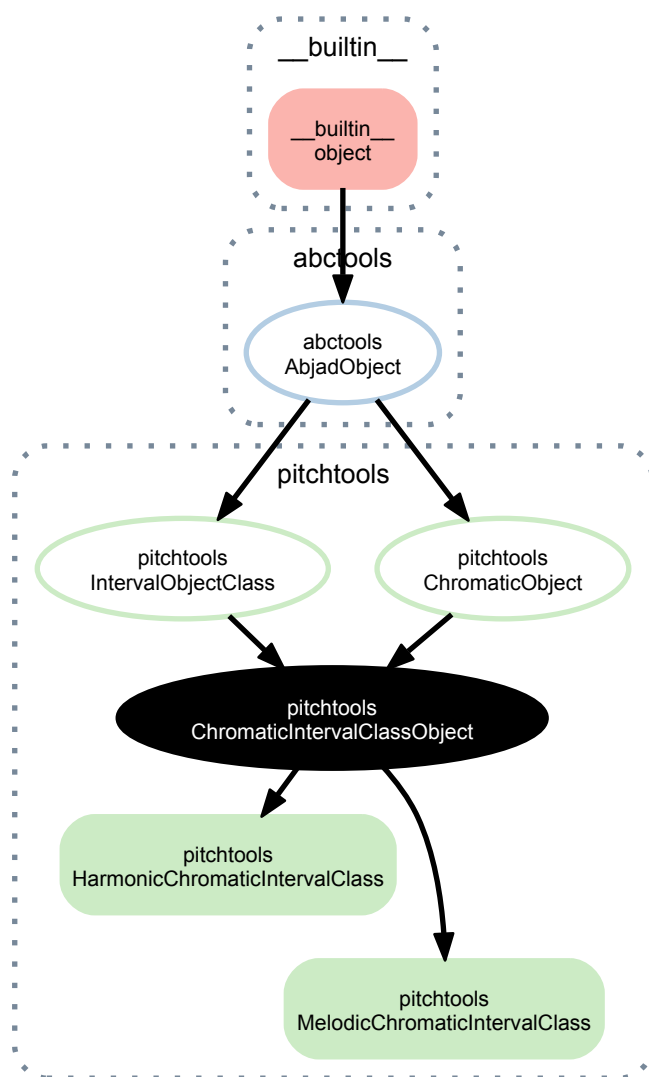 __builtin__
__builtin__
object
abctools
abctools
AbjadObject
pitchtools
pitchtools
IntervalObjectClass
pitchtools
ChromaticObject
pitchtools
ChromaticIntervalClassObject
pitchtools
HarmonicChromaticIntervalClass
pitchtools
MelodicChromaticIntervalClass